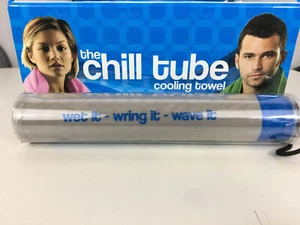 the
chill tube
cooling towel
wet it - wring it - wave it